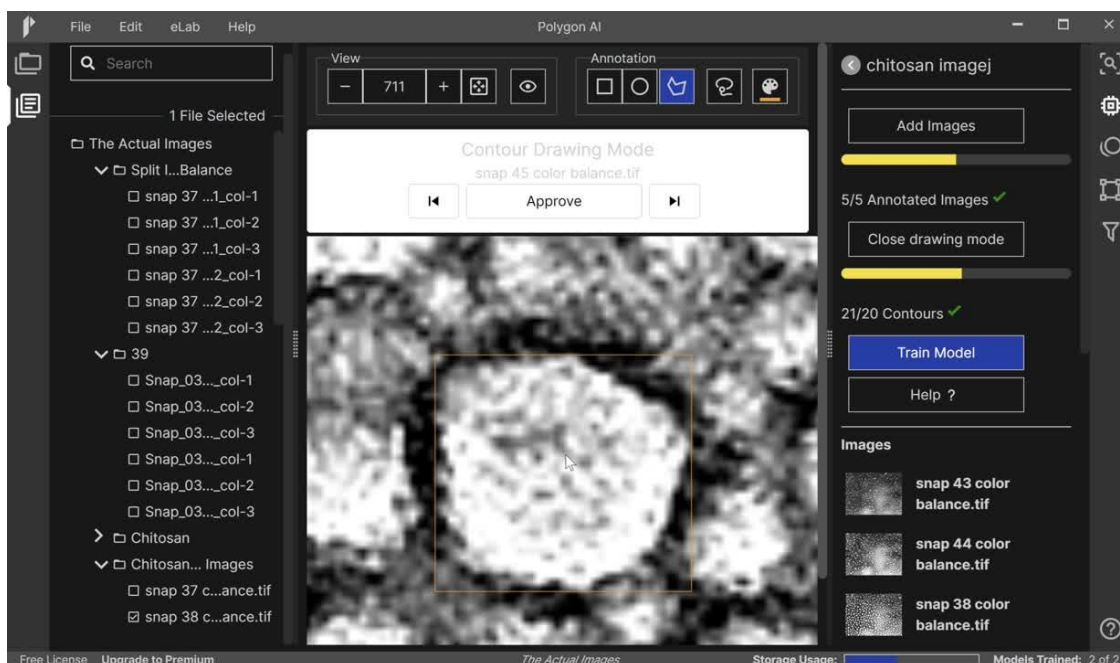 File Edit eLab Help
Polygon AI
Search
1 File Selected
The Actual Images
Split I...Balance
snap 37 ...1_col-1
snap 37 ...1_col-2
snap 37 ...1_col-3
snap 37 ...2_col-1
snap 37 ...2_col-2
snap 37 ...2_col-3
39
Snap_03..._col-1
Snap_03..._col-2
Snap_03..._col-3
Snap_03..._col-1
Snap_03..._col-2
Snap_03..._col-3
Chitosan
Chitosan... Images
snap 37 c...ance.tif
snap 38 c...ance.tif
View
711
Annotation
Contour Drawing Mode
snap 45 color balance.tif
Approve
chitosan imagej
Add Images
5/5 Annotated Images
Close drawing mode
21/20 Contours
Train Model
Help ?
Images
snap 43 color
balance.tif
snap 44 color
balance.tif
snap 38 color
balance.tif
Free License Upgrade to Premium
The Actual Images
Storage Usage:
Models Trained: 2 of 2